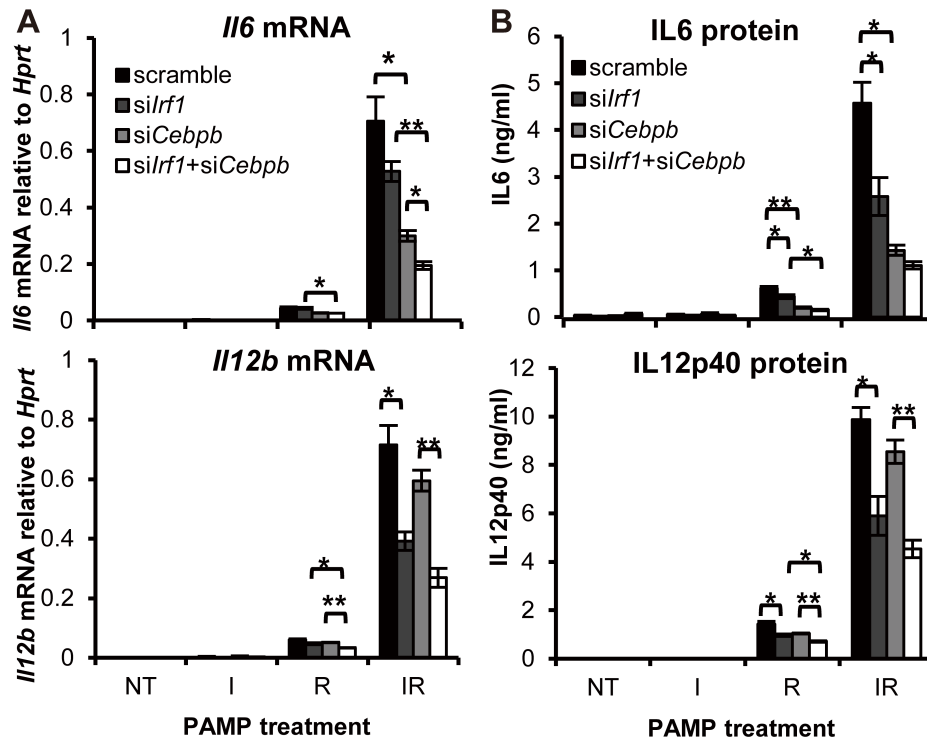 A
Il6 mRNA
Il6 mRNA relative to Hprt
1
0.8
0.6
0.4
0.2
0
scramble
siIrf1
siCebpb
siIrf1+siCebpb
*
*
**
*
B
IL6 protein
IL6 (ng/ml)
6
5
4
3
2
1
0
scramble
siIrf1
siCebpb
siIrf1+siCebpb
**
*
*
*
*
Il12b mRNA
Il12b mRNA relative to Hprt
1
0.8
0.6
0.4
0.2
0
*
**
*
**
NT I R IR
PAMP treatment
IL12p40 protein
IL12p40 (ng/ml)
12
10
8
6
4
2
0
*
*
**
*
**
NT I R IR
PAMP treatment